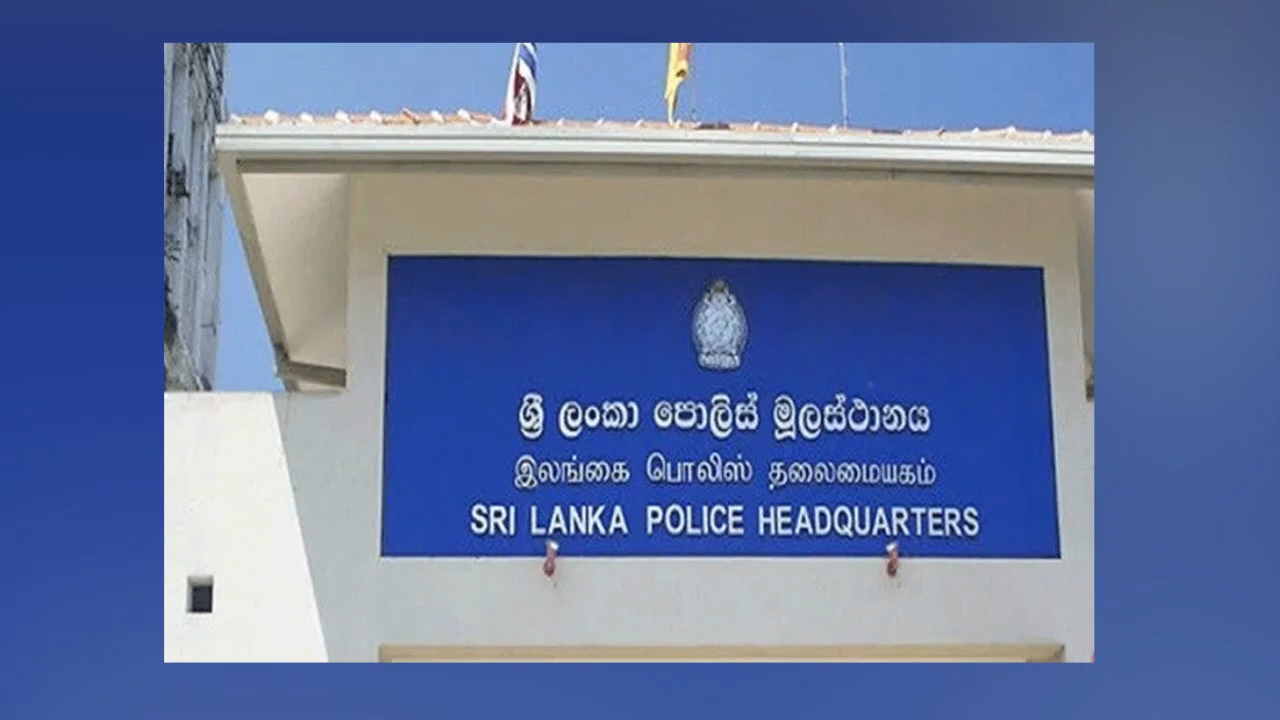 ශ්‍රී ලංකා පොලිස් මූලස්ථානය
இலங்கை பொலிஸ் தலைமையகம்
SRI LANKA POLICE HEADQUARTERS